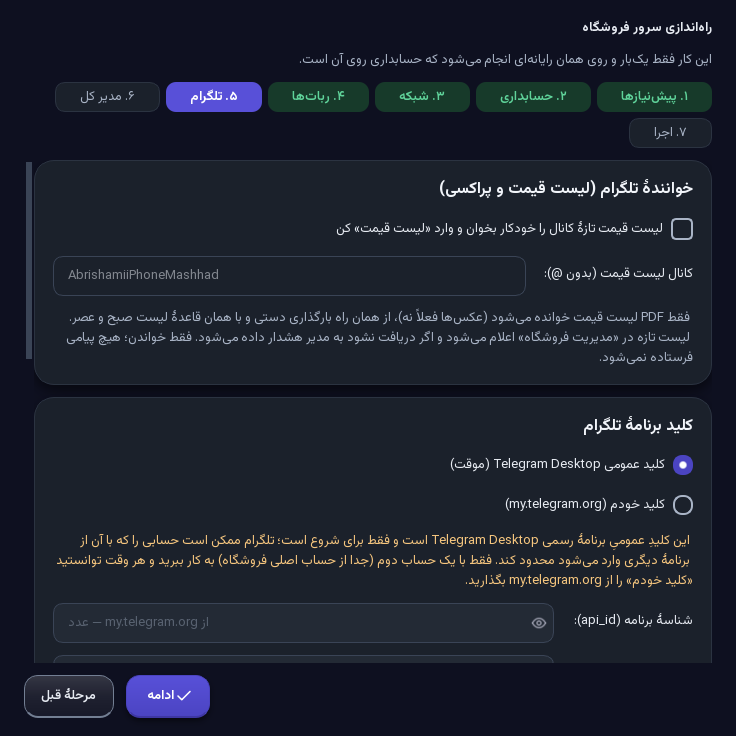 راه‌اندازی سرور فروشگاه
این کار فقط یک‌بار و روی همان رایانه‌ای انجام می‌شود که حسابداری روی آن است.
۱. پیش‌نیازها
۲. حسابداری
۳. شبکه
۴. ربات‌ها
۵. تلگرام
۶. مدیر کل
۷. اجرا
خوانندهٔ تلگرام (لیست قیمت و پراکسی)
لیست قیمت تازهٔ کانال را خودکار بخوان و وارد «لیست قیمت» کن
کانال لیست قیمت (بدون @):
AbrishamiiPhoneMashhad
فقط PDF لیست قیمت خوانده می‌شود (عکس‌ها فعلاً نه)، از همان راه بارگذاری دستی و با همان قاعدهٔ لیست صبح و عصر.
لیست تازه در «مدیریت فروشگاه» اعلام می‌شود و اگر دریافت نشود به مدیر هشدار داده می‌شود. فقط خواندن؛ هیچ پیامی
فرستاده نمی‌شود.
کلید برنامهٔ تلگرام
کلید عمومی Telegram Desktop (موقت)
کلید خودم (my.telegram.org)
این کلیدِ عمومیِ برنامهٔ رسمی Telegram Desktop است و فقط برای شروع است؛ تلگرام ممکن است حسابی را که با آن از
برنامهٔ دیگری وارد می‌شود محدود کند. فقط با یک حساب دوم (جدا از حساب اصلی فروشگاه) به کار ببرید و هر وقت توانستید
«کلید خودم» را از my.telegram.org بگذارید.
شناسهٔ برنامه (api_id):
از my.telegram.org — عدد
ادامه
مرحلهٔ قبل